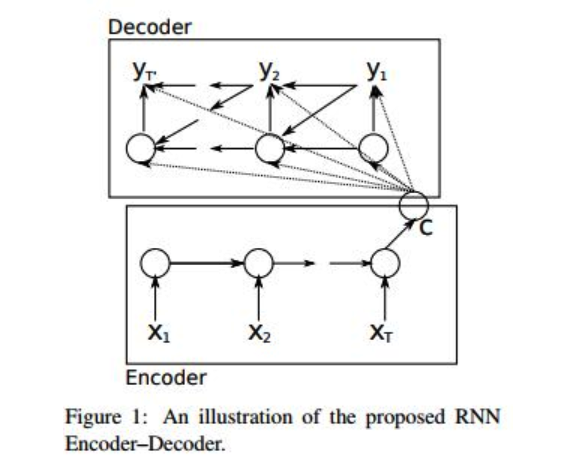 Decoder
yT' y2 y1
c
x1 x2 xT
Encoder
Figure 1: An illustration of the proposed RNN
Encoder–Decoder.